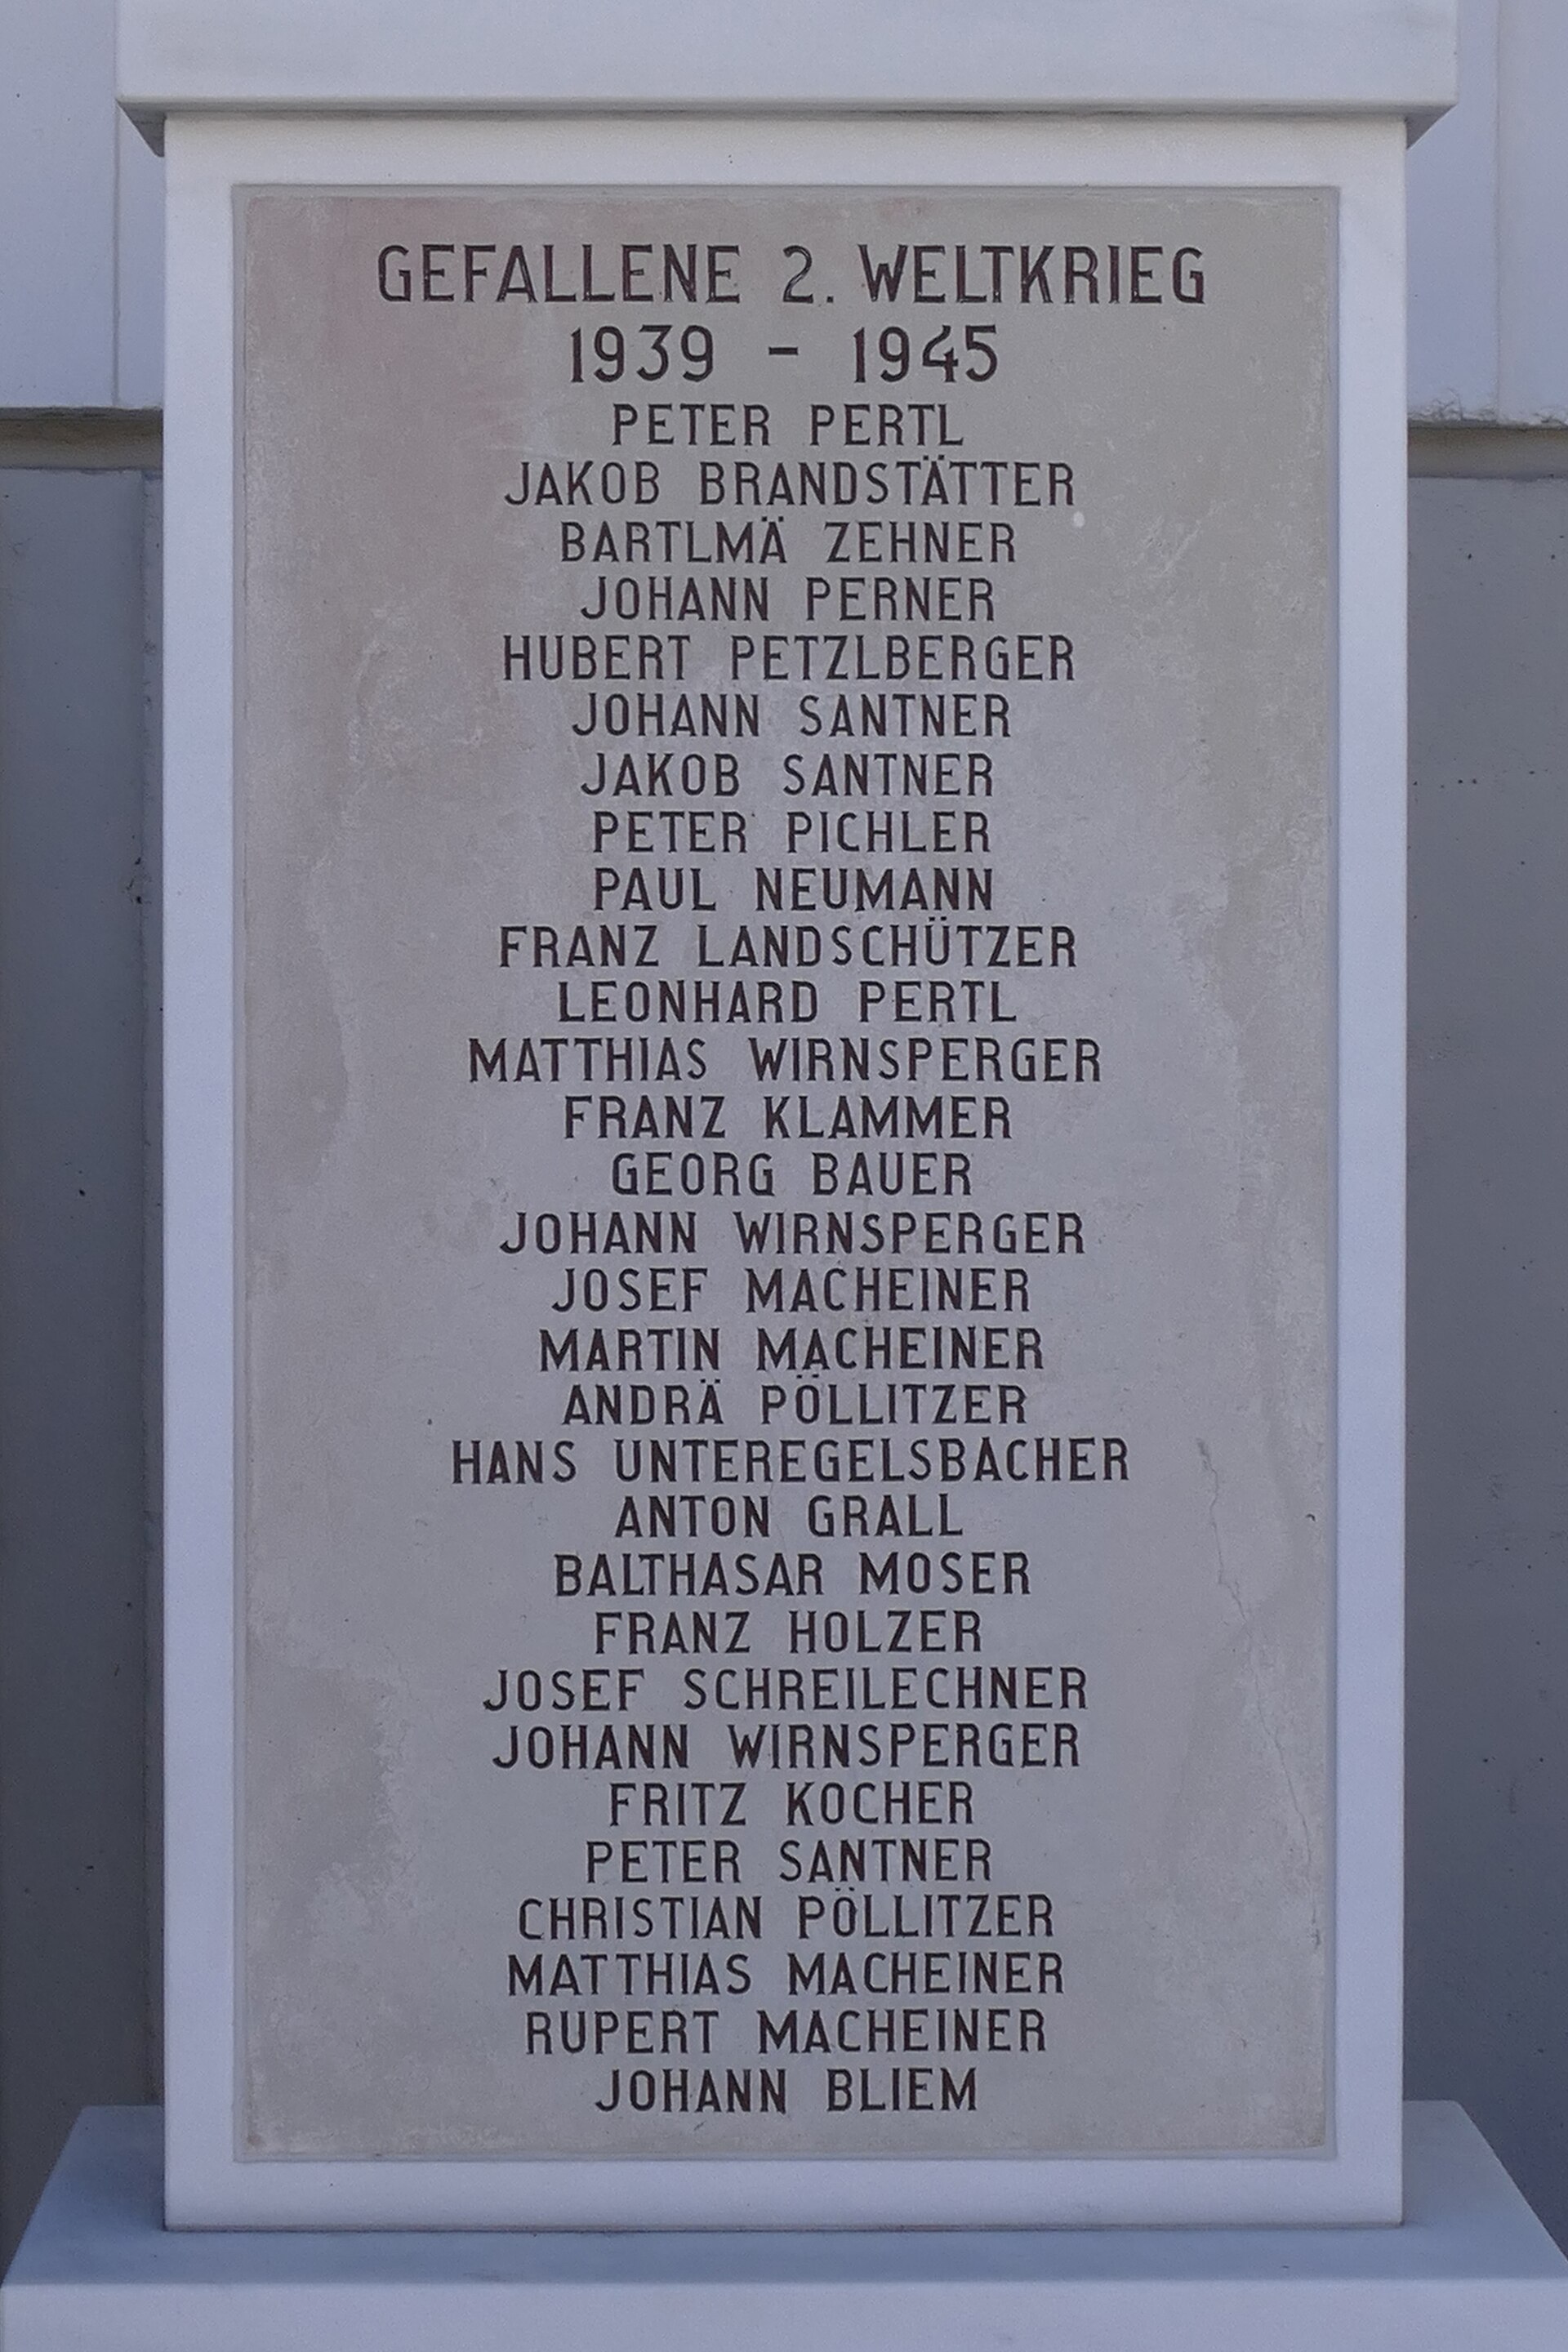 GEFALLENE 2. WELTKRIEG
1939 - 1945
PETER PERTL
JAKOB BRANDSTÄTTER
BARTLMÄ ZEHNER
JOHANN PERNER
HUBERT PETZLBERGER
JOHANN SANTNER
JAKOB SANTNER
PETER PICHLER
PAUL NEUMANN
FRANZ LANDSCHÜTZER
LEONHARD PERTL
MATTHIAS WIRNSPERGER
FRANZ KLAMMER
GEORG BAUER
JOHANN WIRNSPERGER
JOSEF MACHEINER
MARTIN MACHEINER
ANDRÄ PÖLLITZER
HANS UNTEREGELSBACHER
ANTON GRALL
BALTHASAR MOSER
FRANZ HOLZER
JOSEF SCHREILECHNER
JOHANN WIRNSPERGER
FRITZ KOCHER
PETER SANTNER
CHRISTIAN PÖLLITZER
MATTHIAS MACHEINER
RUPERT MACHEINER
JOHANN BLIEM